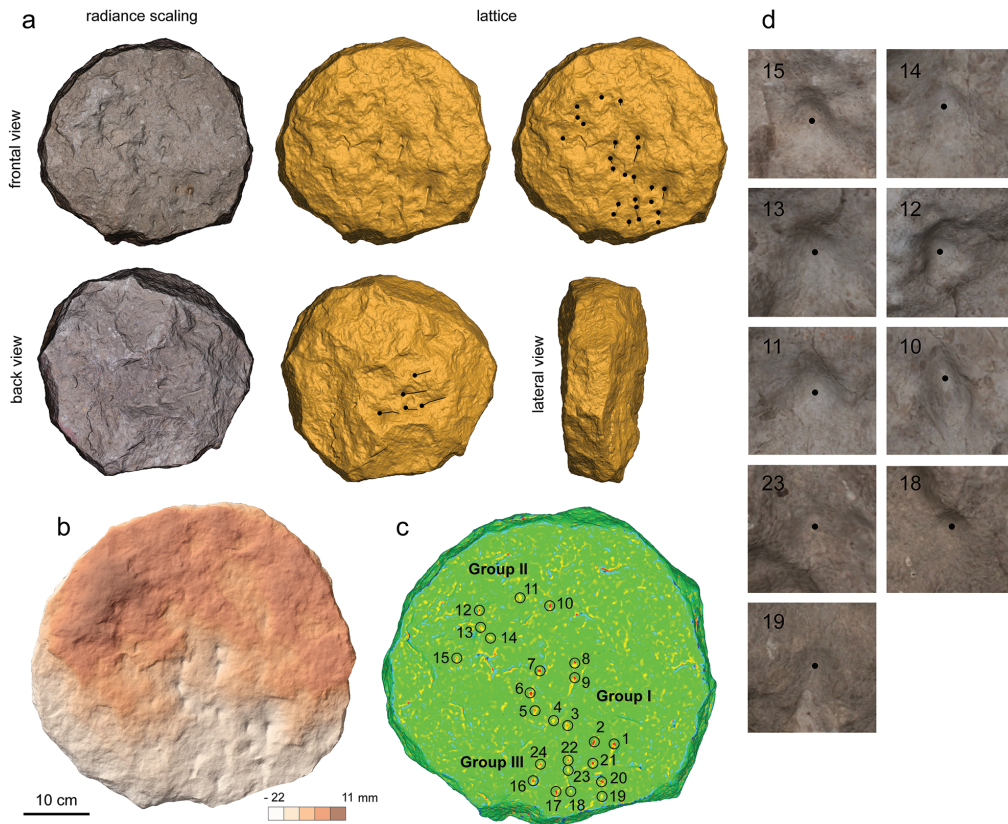 a
radiance scaling
lattice
frontal view
back view
lateral view
b
10 cm
- 22
11 mm
c
Group II
11
10
12
13
14
15
7
8
9
6
Group I
5
4
3
2
1
22
24
21
Group III
23
20
16
17
18
19
d
15
14
13
12
11
10
23
18
19